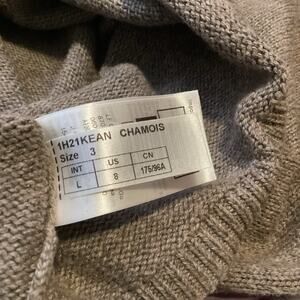 1H21KEAN CHAMOIS
Size 3
INT US CN
L 8 175/96A